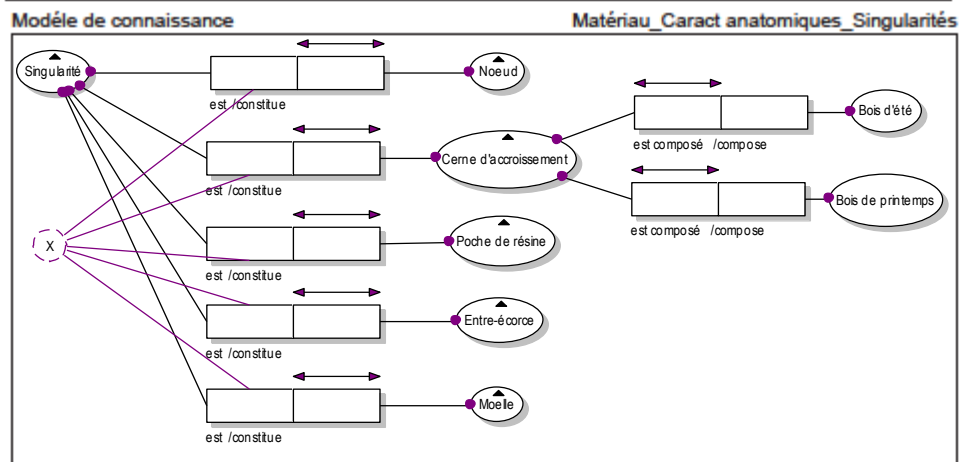 Modéle de connaissance
Matériau_Caract anatomiques_Singularités
Singularité
est /constitue
Noeud
est /constitue
Cerne d'accroissement
est composé /compose
Bois d'été
est composé /compose
Bois de printemps
X
est /constitue
Poche de résine
est /constitue
Entre-écorce
est /constitue
Moelle